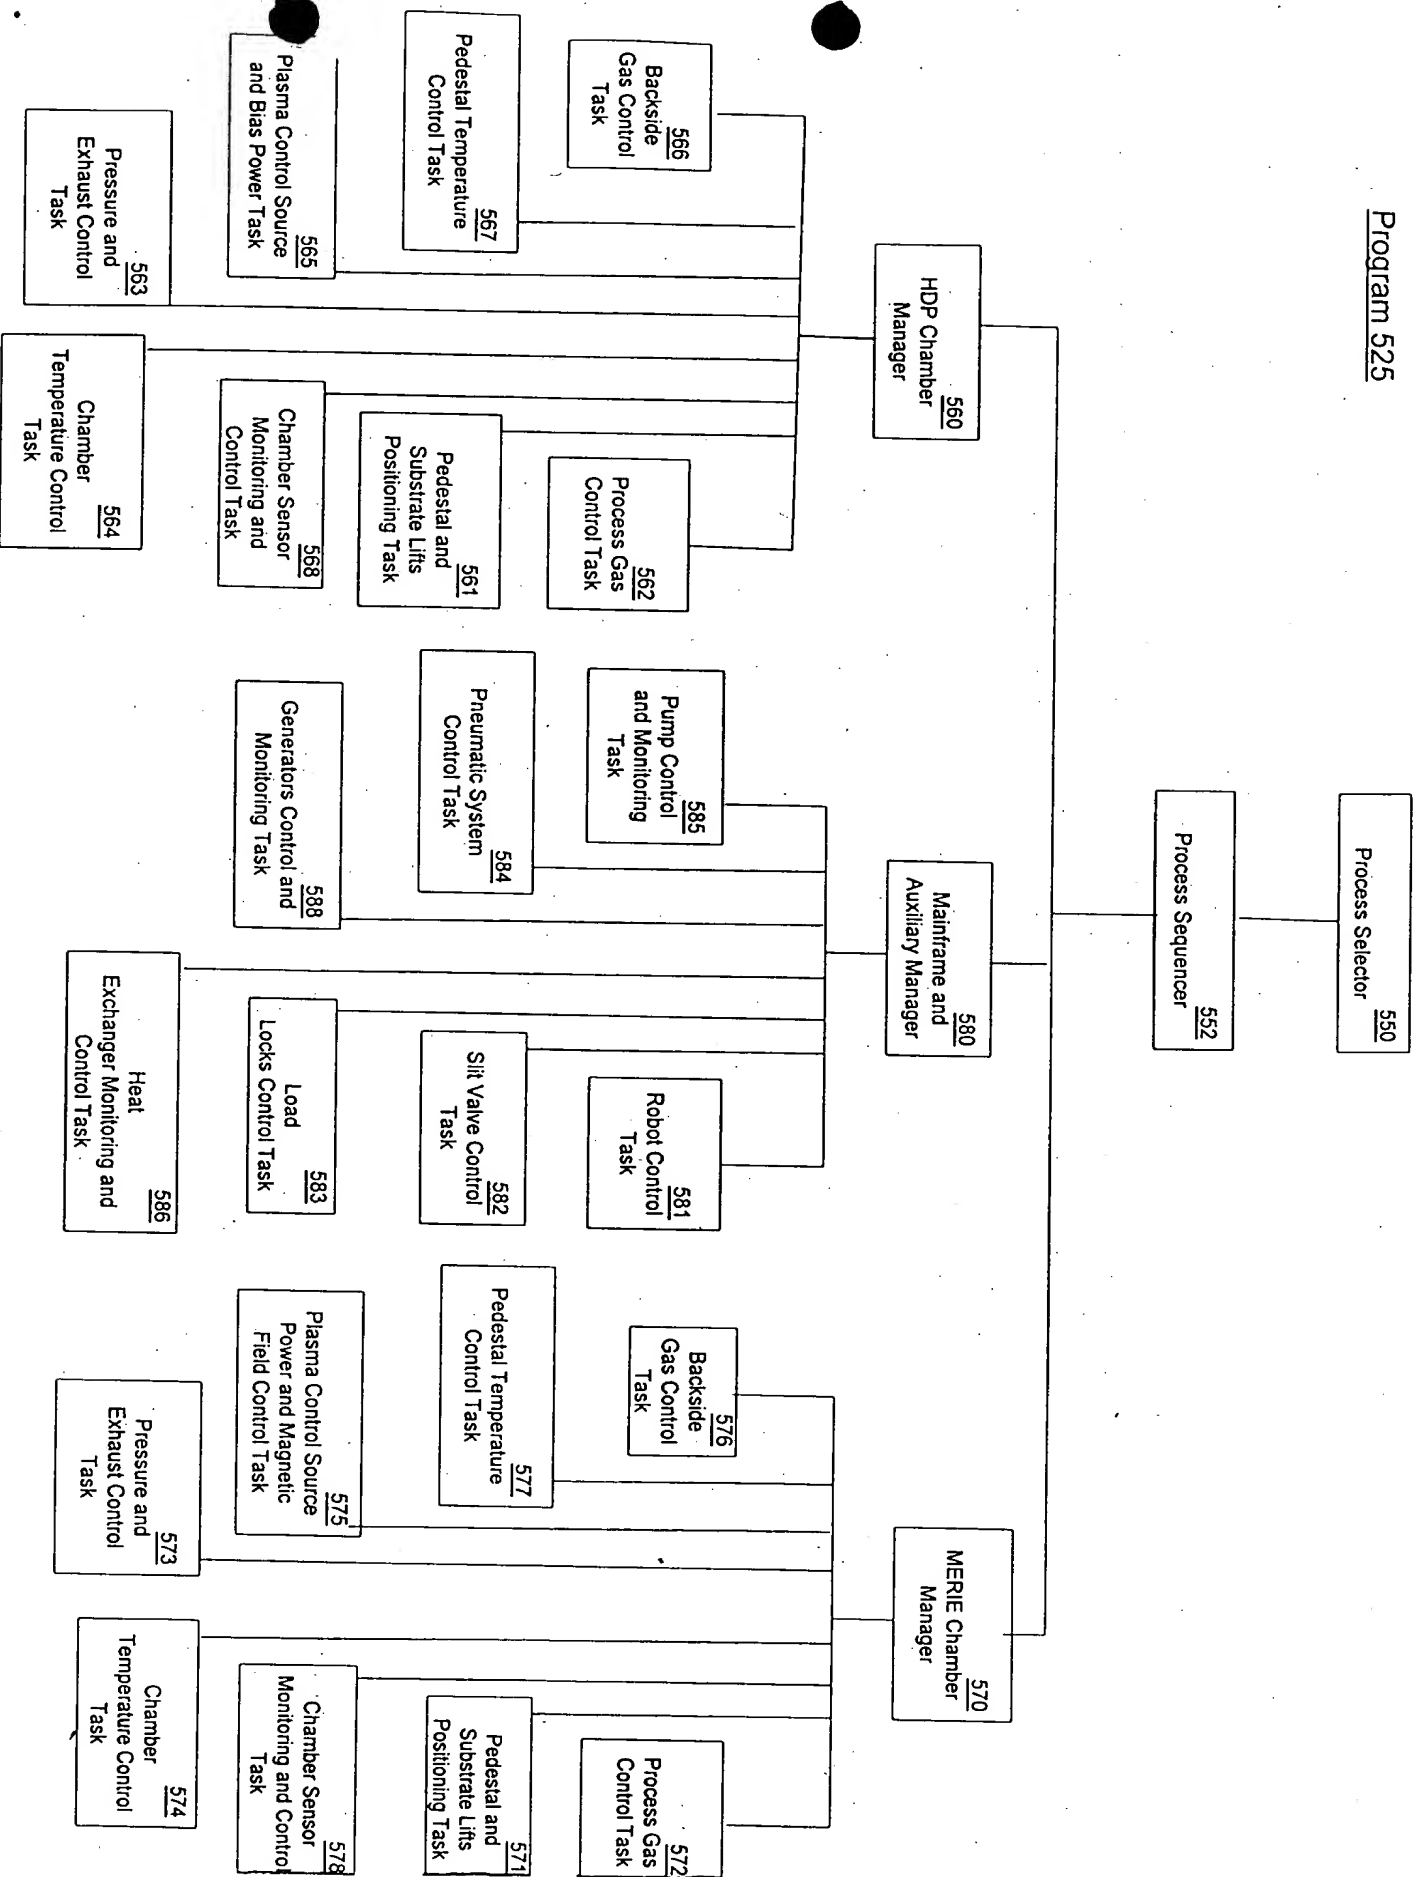 Program 525
550
Process Selector
552
Process Sequencer
560
HDP Chamber
Manager
580
Mainframe and
Auxiliary Manager
570
MERIE Chamber
Manager
566
Backside
Gas Control
Task
567
Pedestal Temperature
Control Task
565
Plasma Control Source
and Bias Power Task
563
Pressure and
Exhaust Control
Task
564
Chamber
Temperature Control
Task
568
Chamber Sensor
Monitoring and
Control Task
561
Pedestal and
Substrate Lifts
Positioning Task
562
Process Gas
Control Task
585
Pump Control
and Monitoring
Task
584
Pneumatic System
Control Task
588
Generators Control and
Monitoring Task
586
Heat
Exchanger Monitoring and
Control Task
583
Load
Locks Control Task
582
Slit Valve Control
Task
581
Robot Control
Task
576
Backside
Gas Control
Task
577
Pedestal Temperature
Control Task
575
Plasma Control Source
Power and Magnetic
Field Control Task
573
Pressure and
Exhaust Control
Task
574
Chamber
Temperature Control
Task
578
Chamber Sensor
Monitoring and Control
Task
571
Pedestal and
Substrate Lifts
Positioning Task
572
Process Gas
Control Task